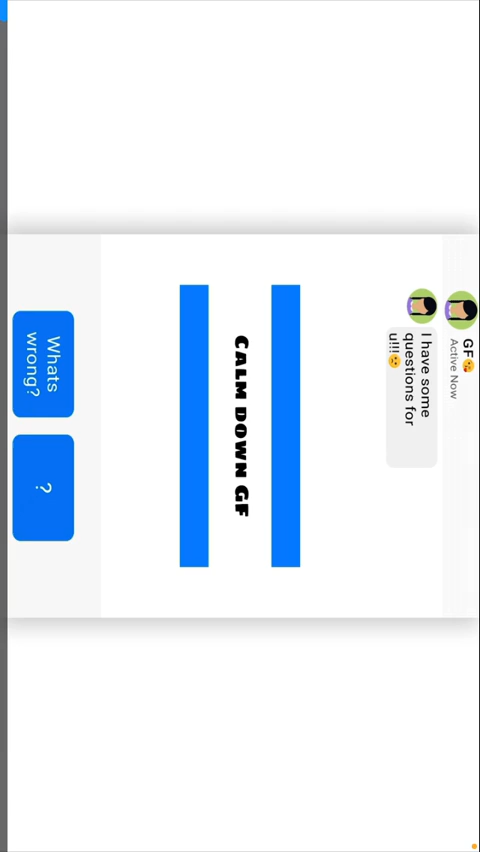 GF😘
Active Now
I have some
questions for
u!!!😡
CALM DOWN GF
Whats
wrong?
?